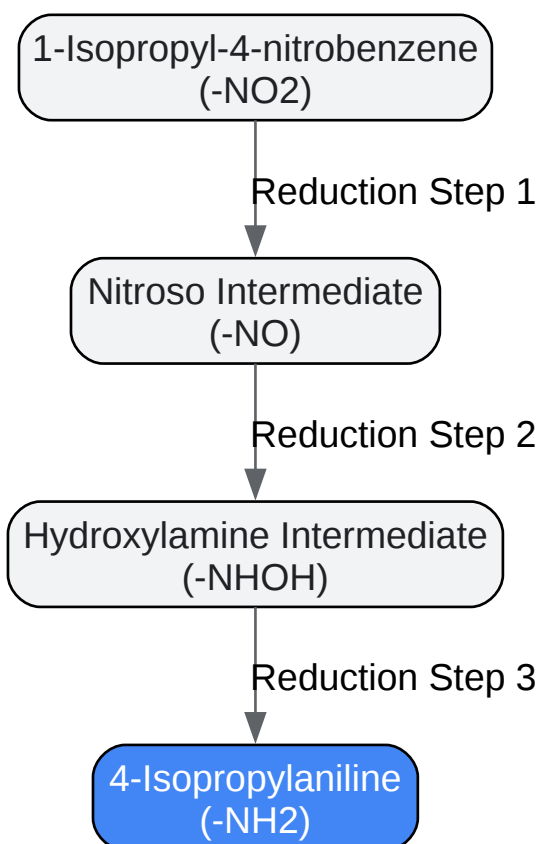 1-Isopropyl-4-nitrobenzene
(-NO2)
Reduction Step 1
Nitroso Intermediate
(-NO)
Reduction Step 2
Hydroxylamine Intermediate
(-NHOH)
Reduction Step 3
4-Isopropylaniline
(-NH2)